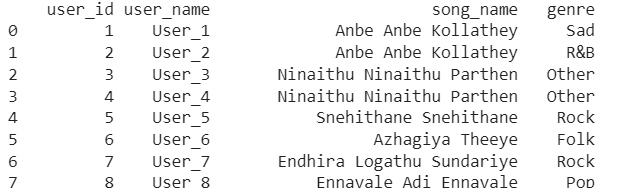 user_id user_name song_name genre
0 1 User_1 Anbe Anbe Kollathey Sad
1 2 User_2 Anbe Anbe Kollathey R&B
2 3 User_3 Ninaithu Ninaithu Parthen Other
3 4 User_4 Ninaithu Ninaithu Parthen Other
4 5 User_5 Snehithane Snehithane Rock
5 6 User_6 Azhagiya Theeye Folk
6 7 User_7 Endhira Logathu Sundariye Rock
7 8 User_8 Ennavale Adi Ennavale Pop